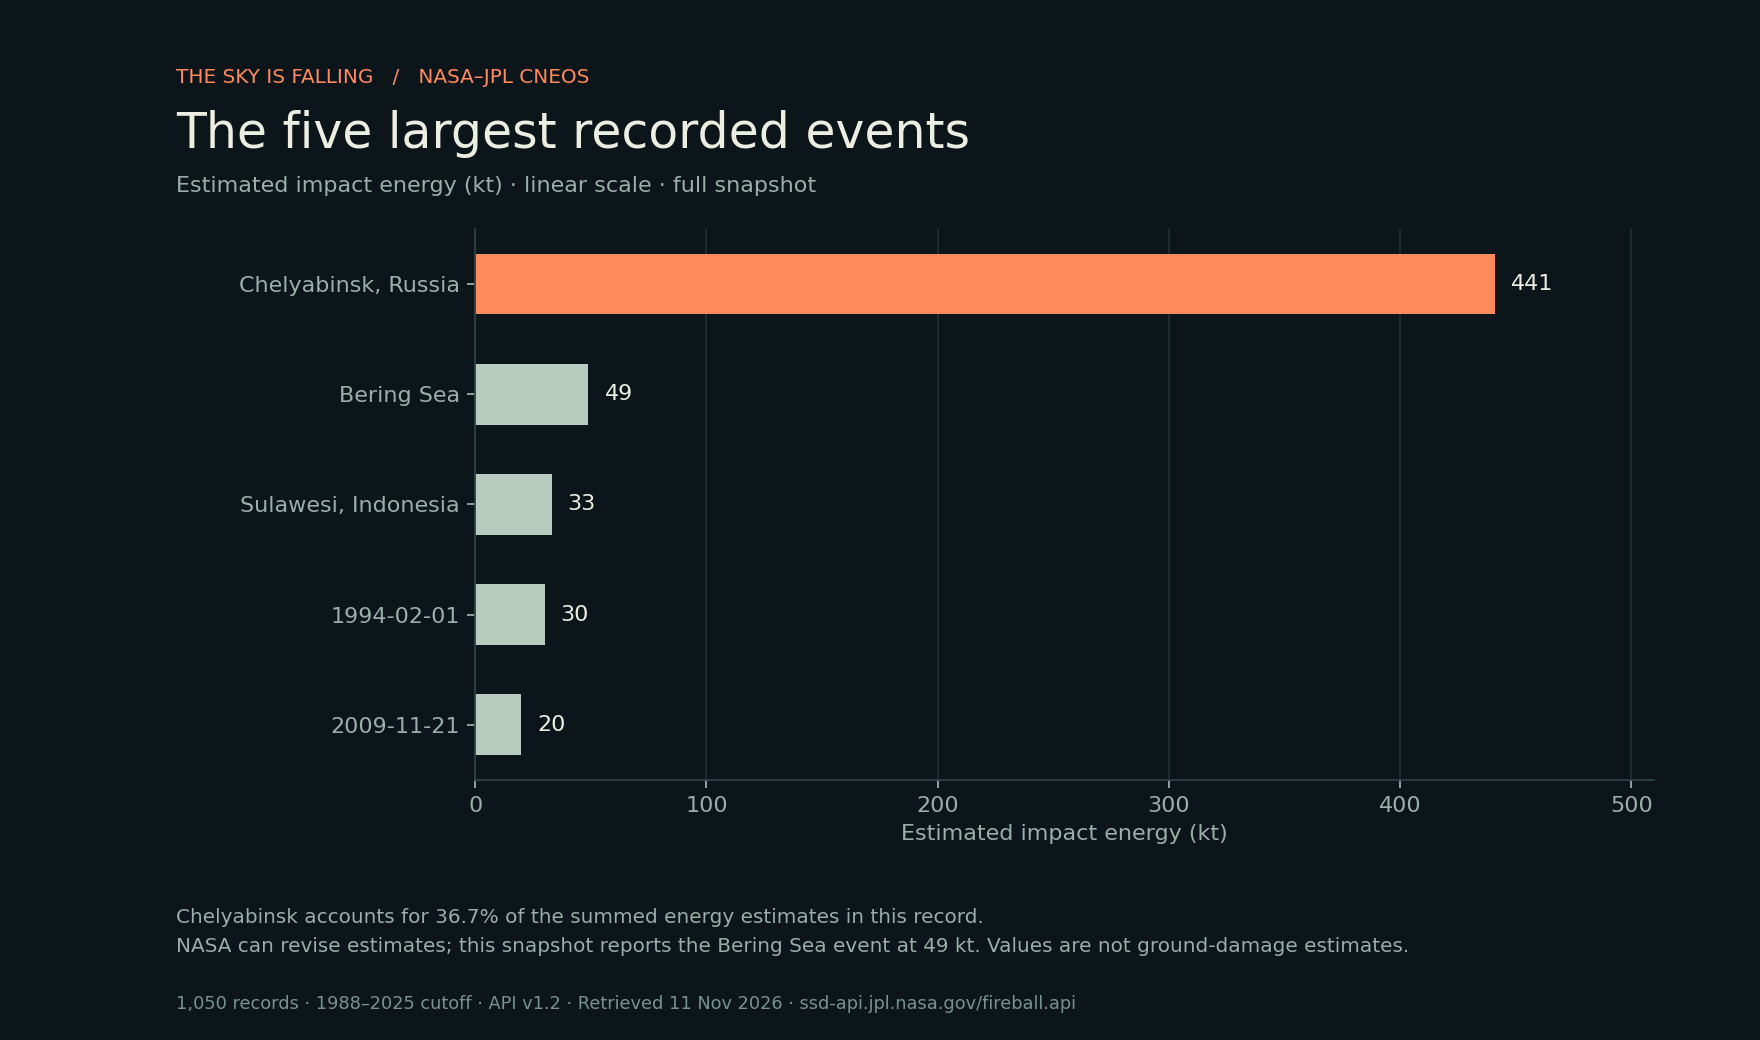 THE SKY IS FALLING / NASA–JPL CNEOS
The five largest recorded events
Estimated impact energy (kt) · linear scale · full snapshot
Chelyabinsk, Russia 441
Bering Sea 49
Sulawesi, Indonesia 33
1994-02-01 30
2009-11-21 20
0 100 200 300 400 500
Estimated impact energy (kt)
Chelyabinsk accounts for 36.7% of the summed energy estimates in this record.
NASA can revise estimates; this snapshot reports the Bering Sea event at 49 kt. Values are not ground-damage estimates.
1,050 records · 1988–2025 cutoff · API v1.2 · Retrieved 11 Nov 2026 · ssd-api.jpl.nasa.gov/fireball.api